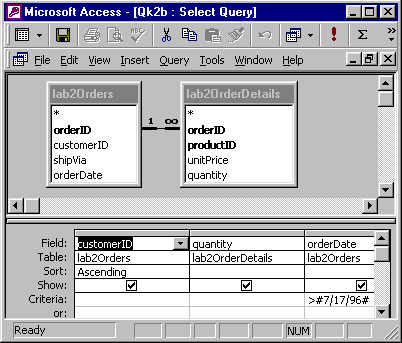 Microsoft Access - [Qk2b : Select Query]
File Edit View Insert Query Tools Window Help
lab2Orders lab2OrderDetails
* *
orderID 1 ∞ orderID
customerID productID
shipVia unitPrice
orderDate quantity
Field: customerID quantity orderDate
Table: lab2Orders lab2OrderDetails lab2Orders
Sort: Ascending
Show:
Criteria: >#7/17/96#
or:
Ready NUM